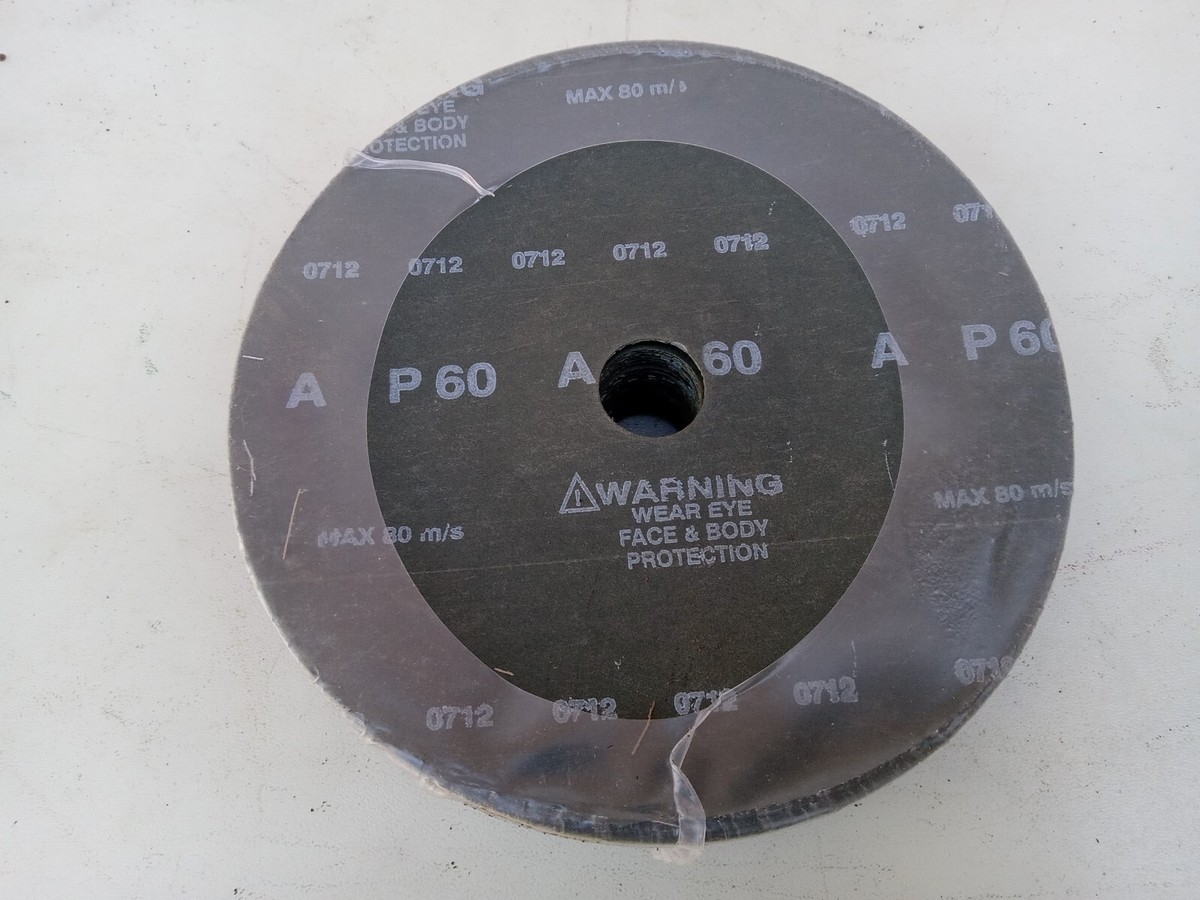 MAX 80 m/s
EYE
& BODY
PROTECTION
0712 0712 0712 0712 0712 0712
A P 60 A 60 A P 60
WARNING
WEAR EYE
FACE & BODY
PROTECTION
MAX 80 m/s
MAX 80 m/s
0712 0712 0712 0712 0712